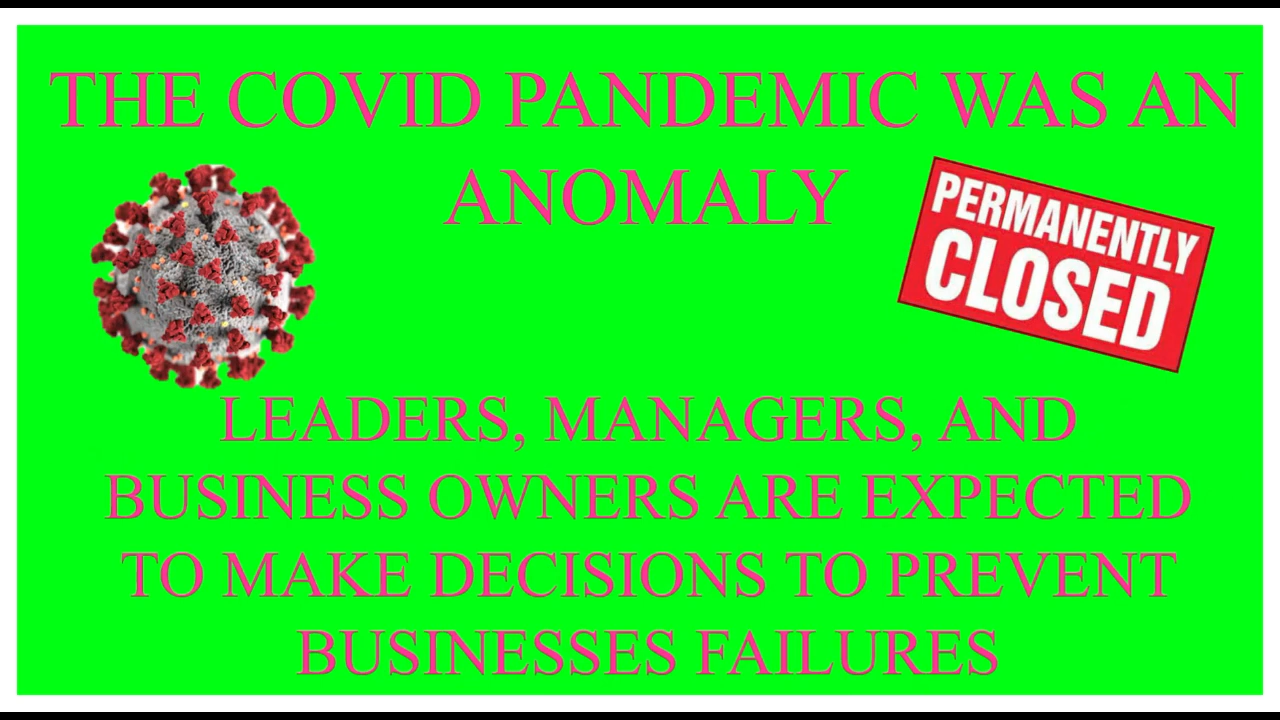 THE COVID PANDEMIC WAS AN
ANOMALY
PERMANENTLY
CLOSED
LEADERS, MANAGERS, AND
BUSINESS OWNERS ARE EXPECTED
TO MAKE DECISIONS TO PREVENT
BUSINESSES FAILURES